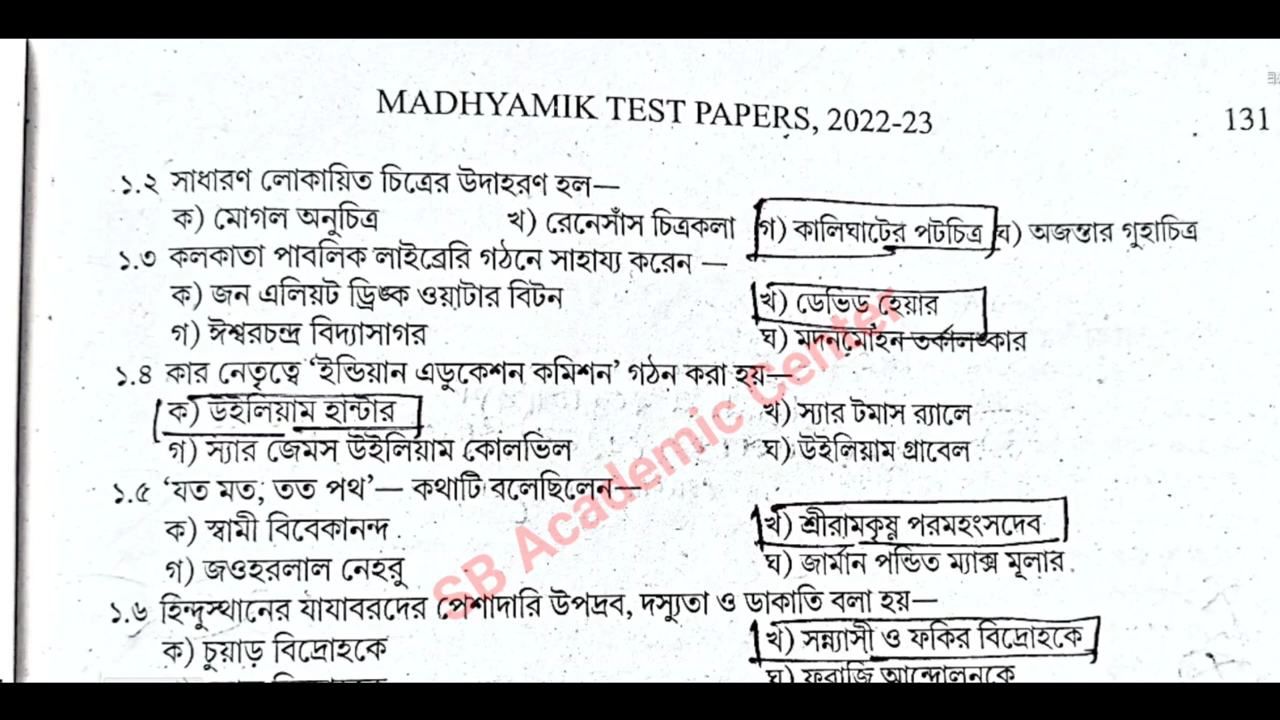 MADHYAMIK TEST PAPERS, 2022-23 131
১.২ সাধারণ লোকায়িত চিত্রের উদাহরণ হল—
ক) মোগল অনুচিত্র খ) রেনেসাঁস চিত্রকলা গ) কালিঘাটের পটচিত্র ঘ) অজন্তার গুহাচিত্র
১.৩ কলকাতা পাবলিক লাইব্রেরি গঠনে সাহায্য করেন —
ক) জন এলিয়ট ড্রিঙ্ক ওয়াটার বিটন খ) ডেভিড হেয়ার
গ) ঈশ্বরচন্দ্র বিদ্যাসাগর ঘ) মদনমোহন তর্কালঙ্কার
১.৪ কার নেতৃত্বে ‘ইন্ডিয়ান এডুকেশন কমিশন’ গঠন করা হয়—
ক) উইলিয়াম হান্টার খ) স্যার টমাস র‍্যালে
গ) স্যার জেমস উইলিয়াম কোলভিল ঘ) উইলিয়াম গ্রাবেল
১.৫ ‘যত মত, তত পথ’— কথাটি বলেছিলেন—
ক) স্বামী বিবেকানন্দ খ) শ্রীরামকৃষ্ণ পরমহংসদেব
গ) জওহরলাল নেহরু ঘ) জার্মান পন্ডিত ম্যাক্স মূলার
১.৬ হিন্দুস্থানের যাযাবরদের পেশাদারি উপদ্রব, দস্যুতা ও ডাকাতি বলা হয়—
ক) চুয়াড় বিদ্রোহকে খ) সন্ন্যাসী ও ফকির বিদ্রোহকে
ঘ) ফরাজি আন্দোলনকে
SB Academic Center